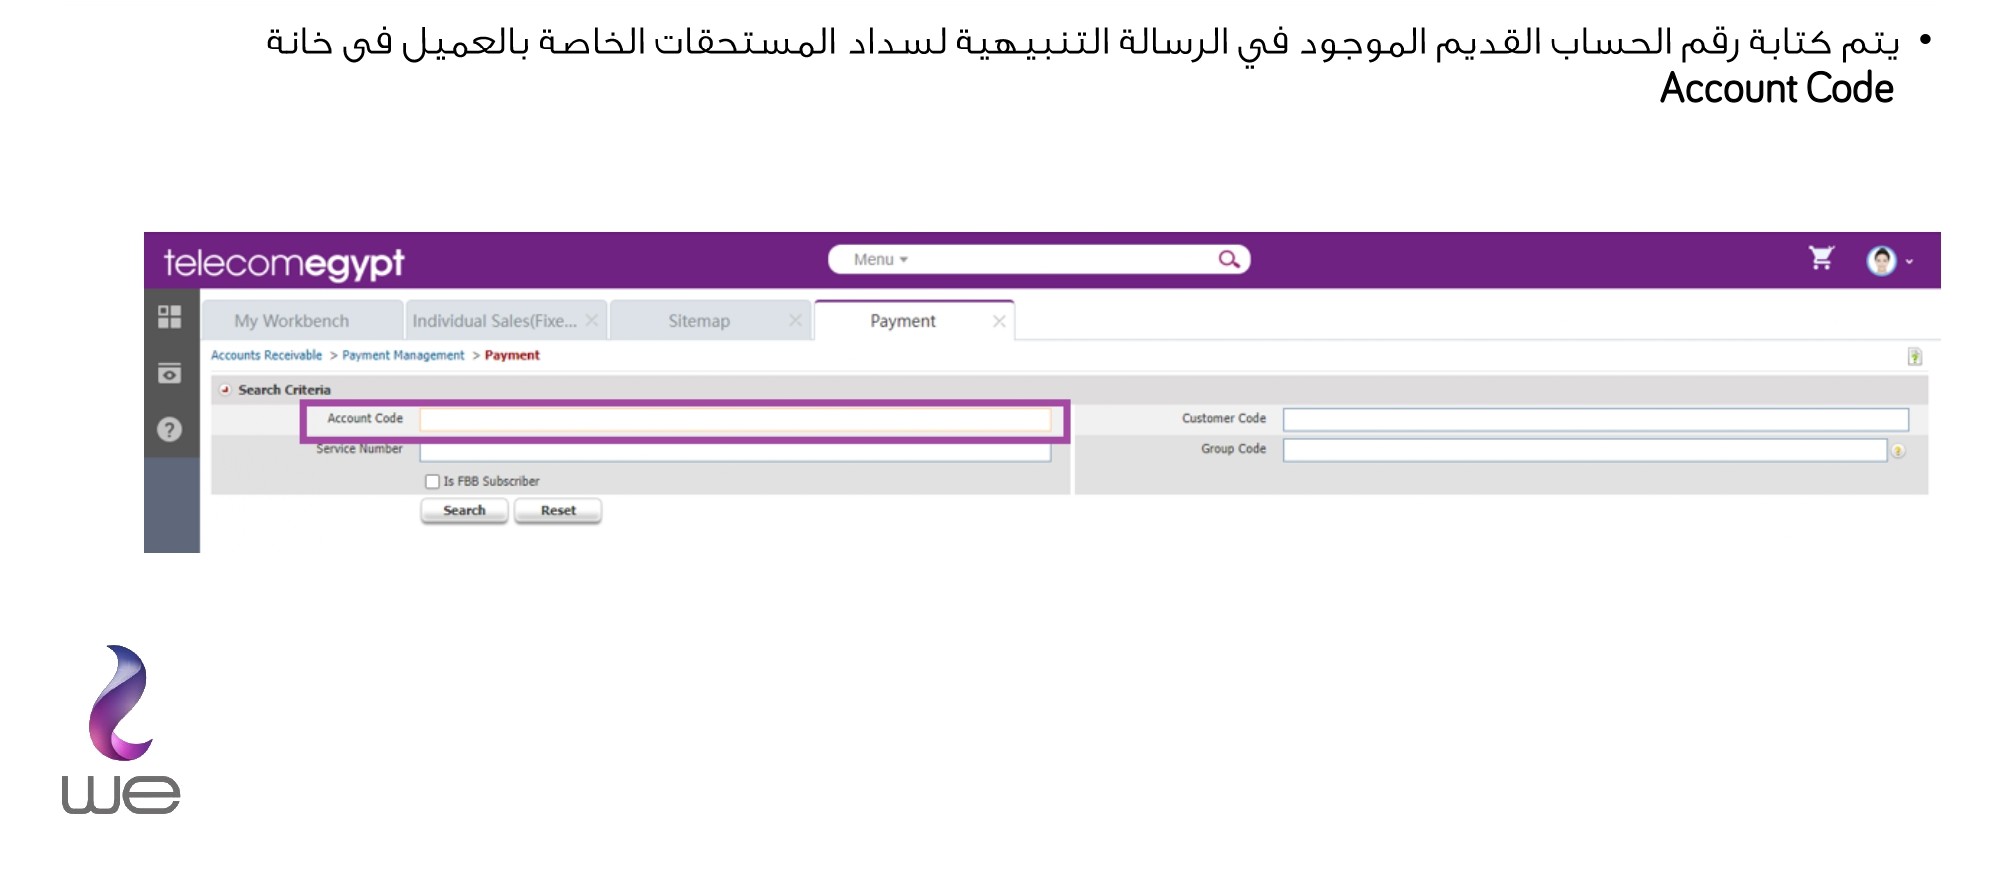 • يتم كتابة رقم الحساب القديم الموجود في الرسالة التنبيهية لسداد المستحقات الخاصة بالعميل فى خانة
Account Code
telecomegypt
Menu
My Workbench
Individual Sales(Fixe...
Sitemap
Payment
Accounts Receivable > Payment Management > Payment
Search Criteria
Account Code
Customer Code
Service Number
Group Code
Is FBB Subscriber
Search
Reset
we